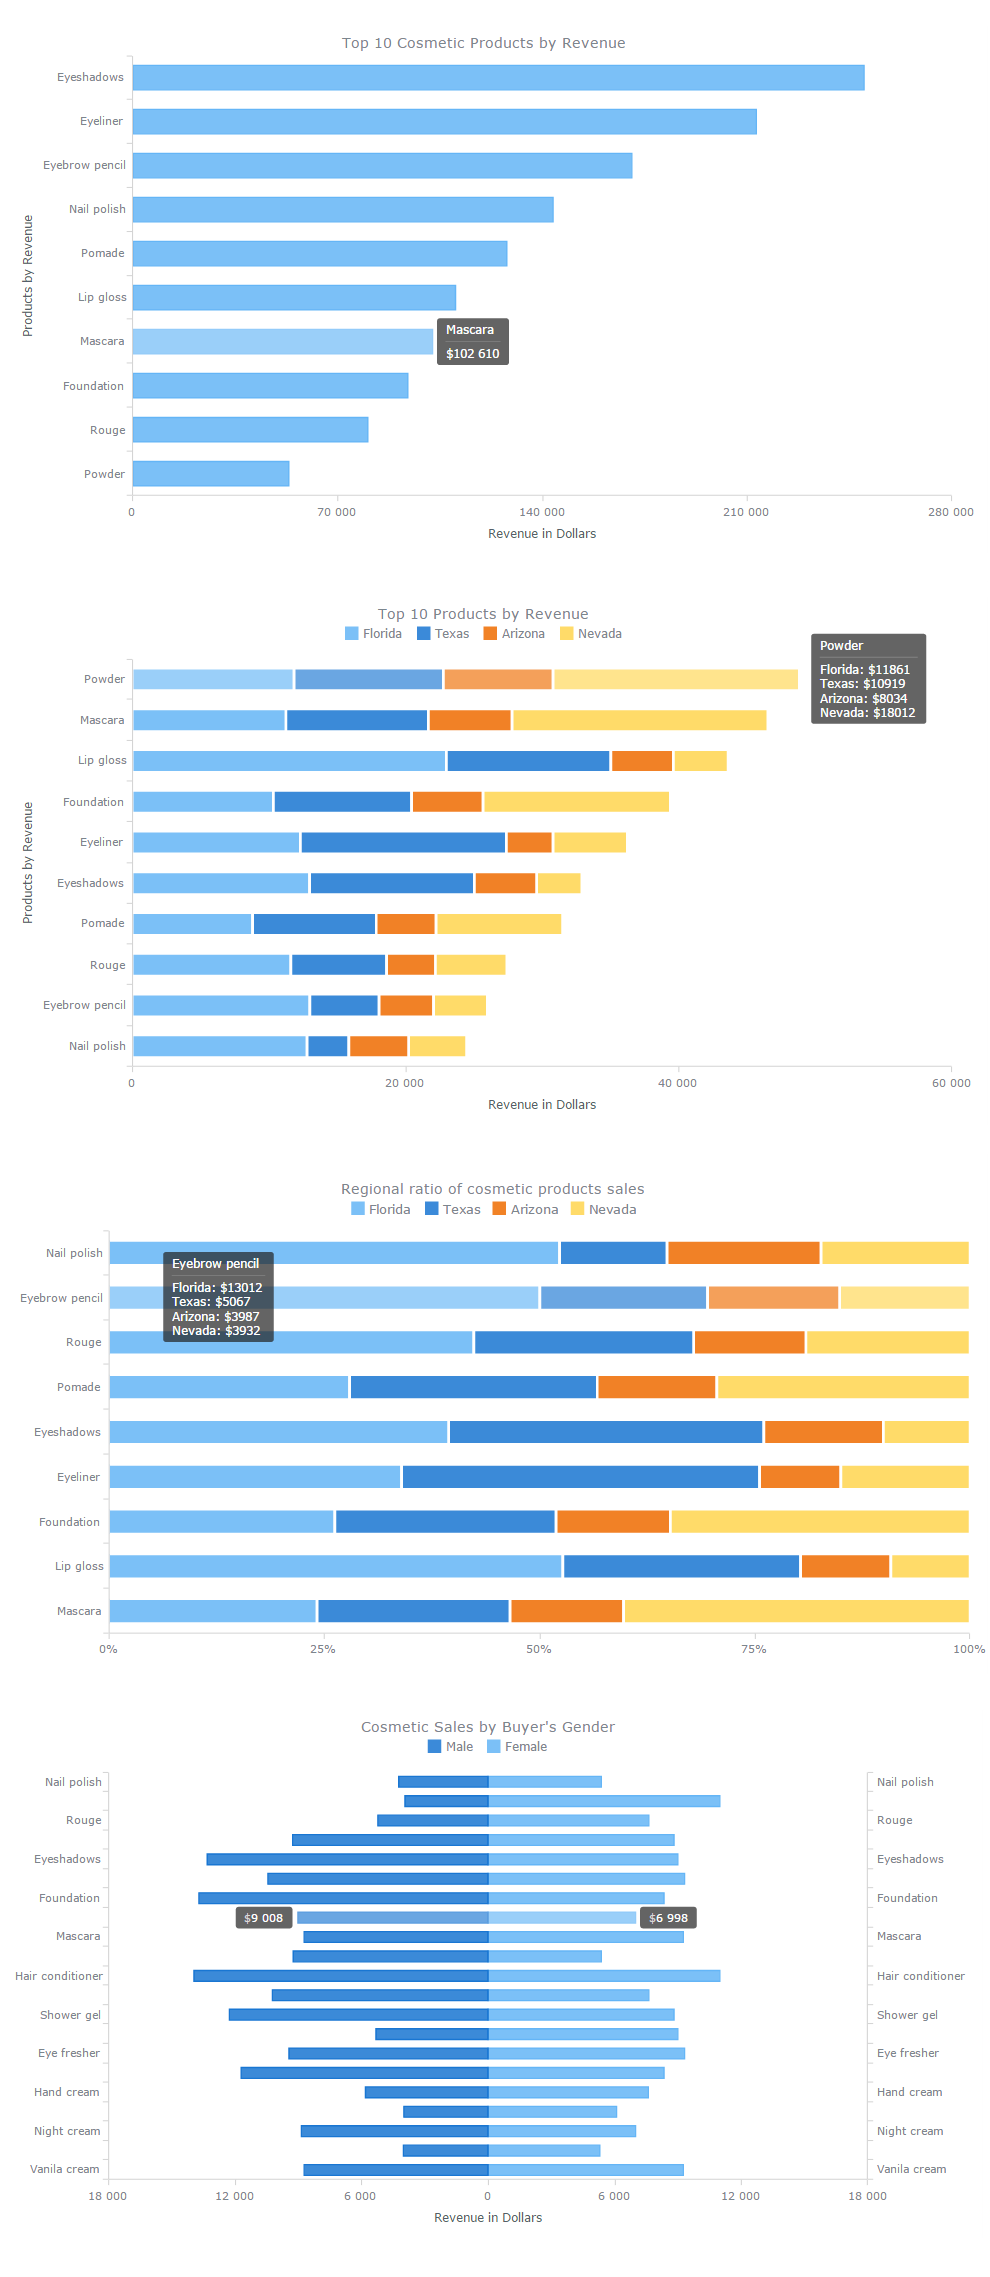 Top 10 Cosmetic Products by Revenue
Products by Revenue
Eyeshadows
Eyeliner
Eyebrow pencil
Nail polish
Pomade
Lip gloss
Mascara
Foundation
Rouge
Powder
Mascara
$102 610
0 70 000 140 000 210 000 280 000
Revenue in Dollars
Top 10 Products by Revenue
Florida Texas Arizona Nevada
Products by Revenue
Powder
Mascara
Lip gloss
Foundation
Eyeliner
Eyeshadows
Pomade
Rouge
Eyebrow pencil
Nail polish
Powder
Florida: $11861
Texas: $10919
Arizona: $8034
Nevada: $18012
0 20 000 40 000 60 000
Revenue in Dollars
Regional ratio of cosmetic products sales
Florida Texas Arizona Nevada
Nail polish
Eyebrow pencil
Rouge
Pomade
Eyeshadows
Eyeliner
Foundation
Lip gloss
Mascara
Eyebrow pencil
Florida: $13012
Texas: $5067
Arizona: $3987
Nevada: $3932
0% 25% 50% 75% 100%
Cosmetic Sales by Buyer's Gender
Male Female
Nail polish Nail polish
Rouge Rouge
Eyeshadows Eyeshadows
Foundation Foundation
$9 008 $6 998
Mascara Mascara
Hair conditioner Hair conditioner
Shower gel Shower gel
Eye fresher Eye fresher
Hand cream Hand cream
Night cream Night cream
Vanila cream Vanila cream
18 000 12 000 6 000 0 6 000 12 000 18 000
Revenue in Dollars